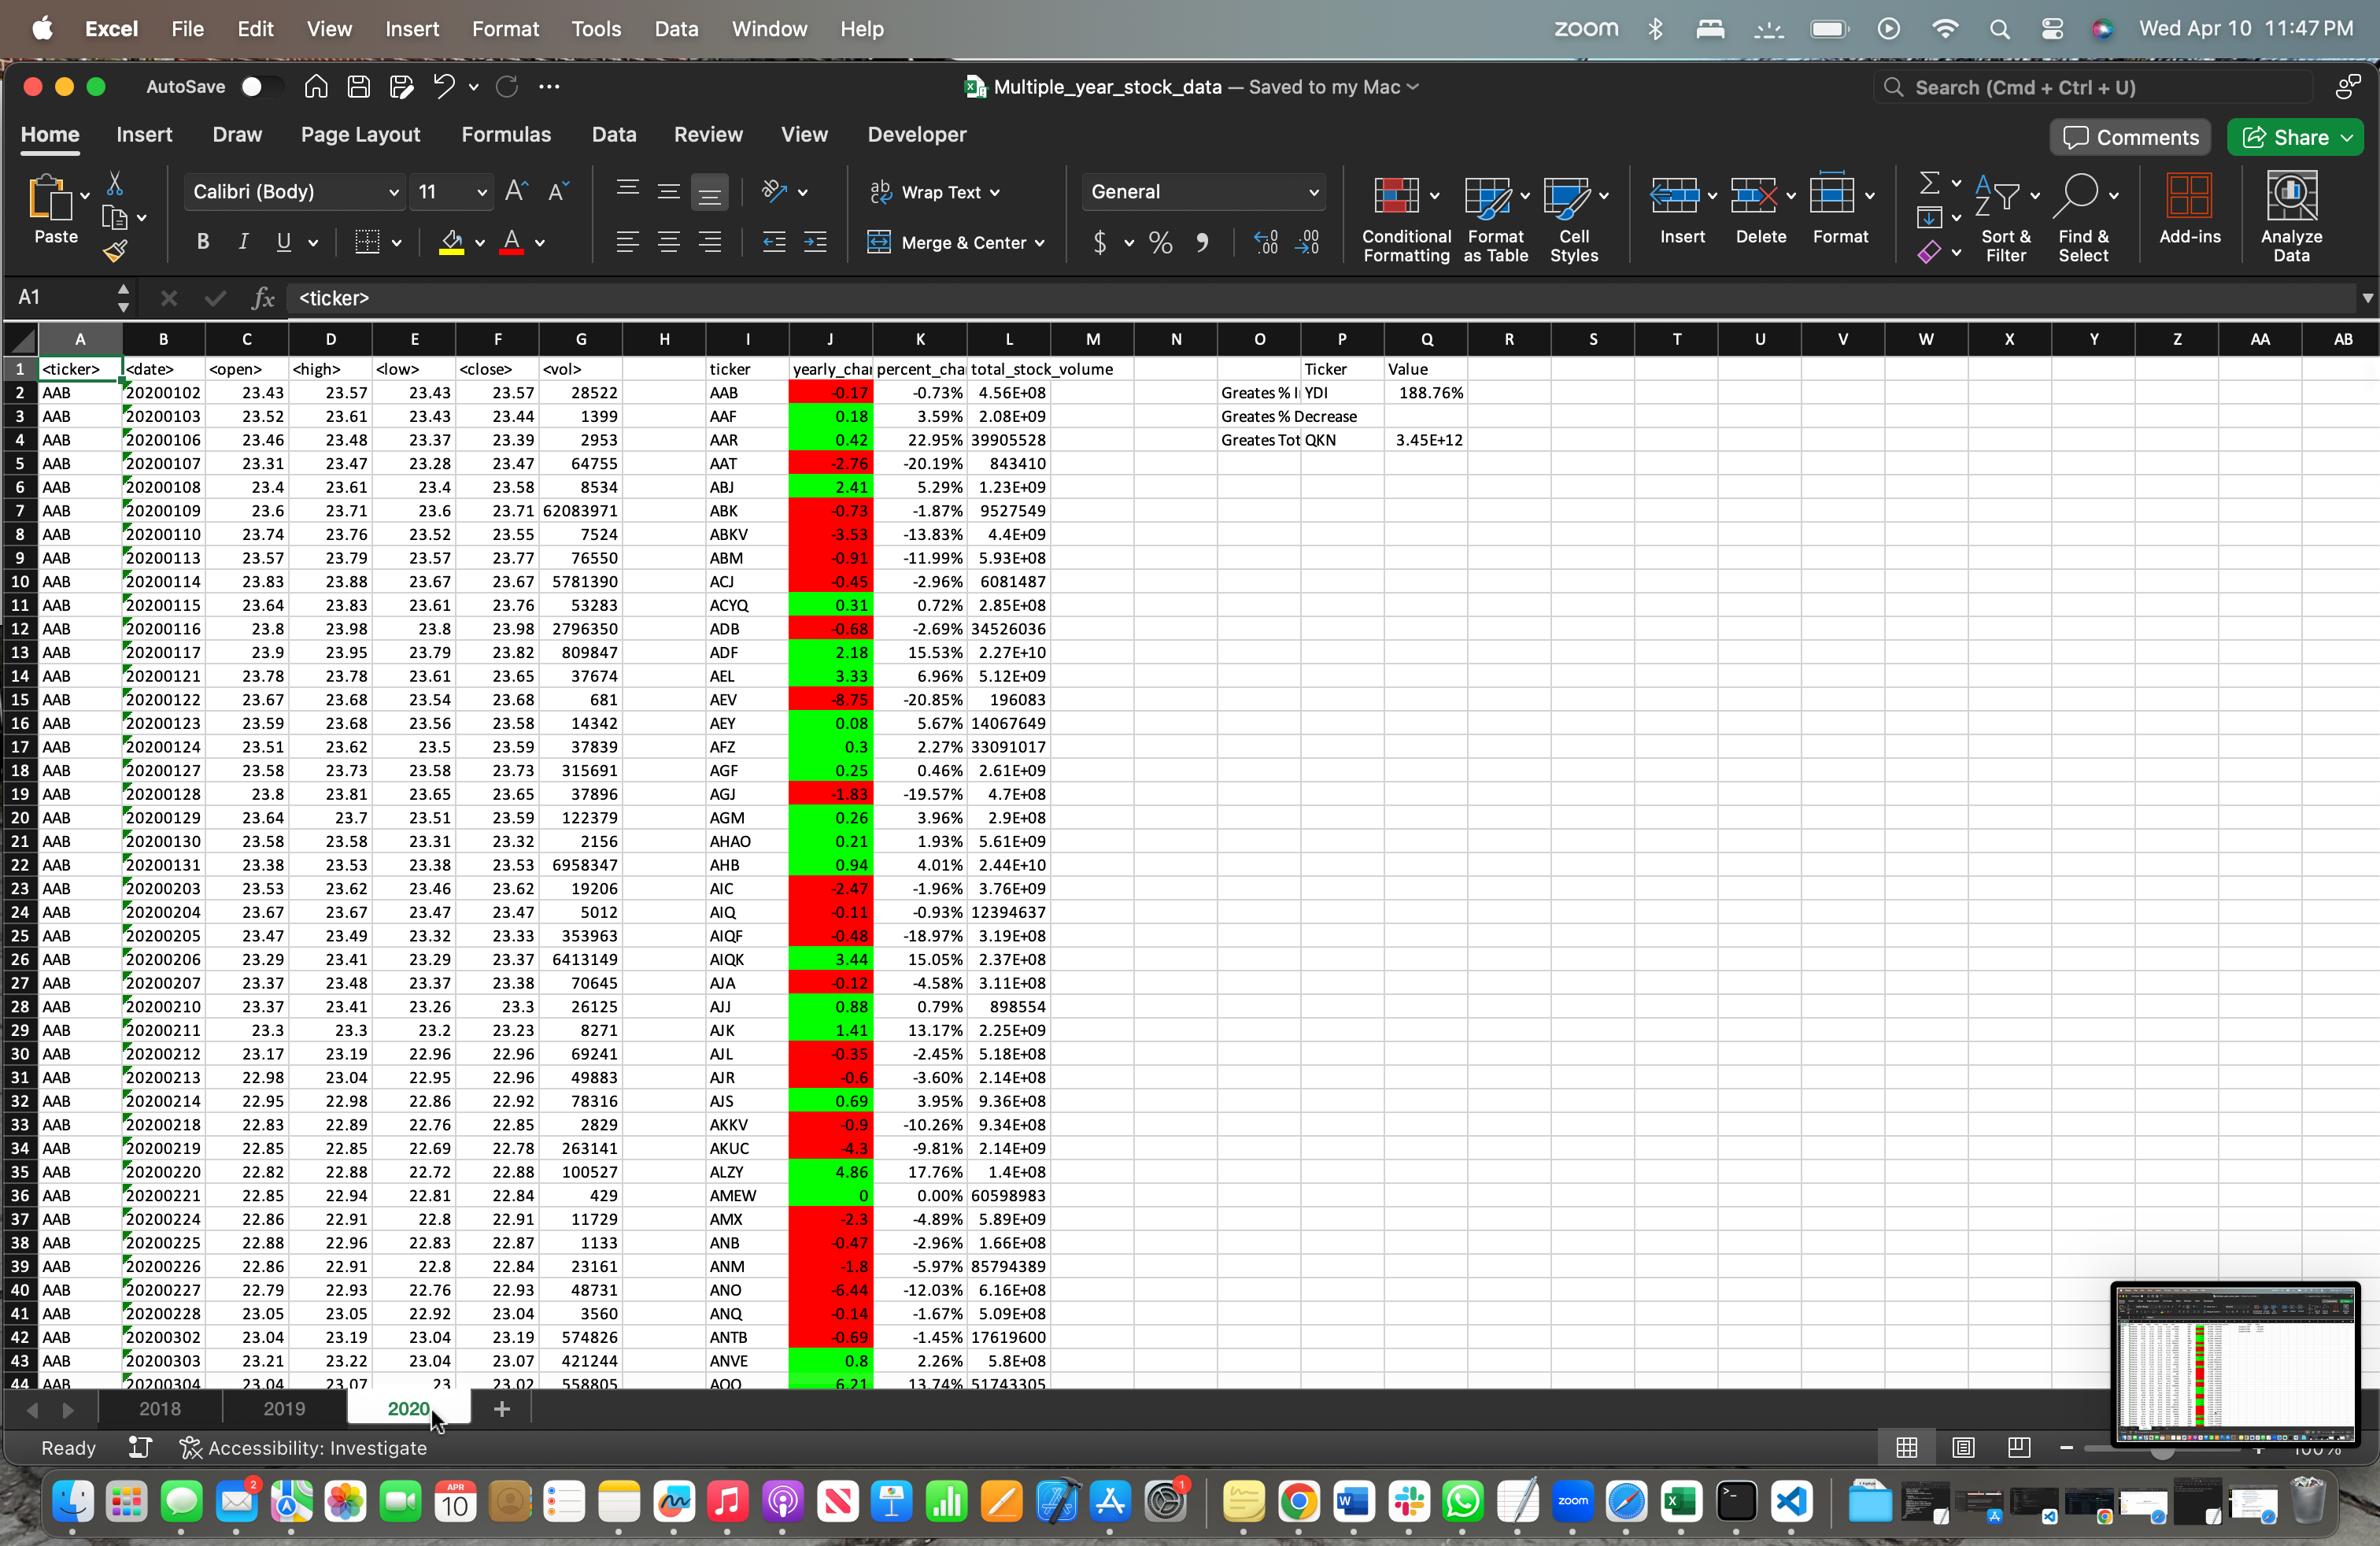 Excel File Edit View Insert Format Tools Data Window Help zoom Wed Apr 10 11:47 PM
AutoSave Multiple_year_stock_data — Saved to my Mac Search (Cmd + Ctrl + U)
Home Insert Draw Page Layout Formulas Data Review View Developer Comments Share
Paste Calibri (Body) 11 Wrap Text General Conditional Formatting Format as Table Cell Styles Insert Delete Format Sort & Filter Find & Select Add-ins Analyze Data
B I U Merge & Center $ % 9
A1 fx <ticker>
A B C D E F G H I J K L M N O P Q R S T U V W X Y Z AA AB
1 <ticker> <date> <open> <high> <low> <close> <vol> ticker yearly_chan percent_cha total_stock_volume Ticker Value
2 AAB 20200102 23.43 23.57 23.43 23.57 28522 AAB -0.17 -0.73% 4.56E+08 Greates % I YDI 188.76%
3 AAB 20200103 23.52 23.61 23.43 23.44 1399 AAF 0.18 3.59% 2.08E+09 Greates % Decrease
4 AAB 20200106 23.46 23.48 23.37 23.39 2953 AAR 0.42 22.95% 39905528 Greates Tot QKN 3.45E+12
5 AAB 20200107 23.31 23.47 23.28 23.47 64755 AAT -2.76 -20.19% 843410
6 AAB 20200108 23.4 23.61 23.4 23.58 8534 ABJ 2.41 5.29% 1.23E+09
7 AAB 20200109 23.6 23.71 23.6 23.71 62083971 ABK -0.73 -1.87% 9527549
8 AAB 20200110 23.74 23.76 23.52 23.55 7524 ABKV -3.53 -13.83% 4.4E+09
9 AAB 20200113 23.57 23.79 23.57 23.77 76550 ABM -0.91 -11.99% 5.93E+08
10 AAB 20200114 23.83 23.88 23.67 23.67 5781390 ACJ -0.45 -2.96% 6081487
11 AAB 20200115 23.64 23.83 23.61 23.76 53283 ACYQ 0.31 0.72% 2.85E+08
12 AAB 20200116 23.8 23.98 23.8 23.98 2796350 ADB -0.68 -2.69% 34526036
13 AAB 20200117 23.9 23.95 23.79 23.82 809847 ADF 2.18 15.53% 2.27E+10
14 AAB 20200121 23.78 23.78 23.61 23.65 37674 AEL 3.33 6.96% 5.12E+09
15 AAB 20200122 23.67 23.68 23.54 23.68 681 AEV -8.75 -20.85% 196083
16 AAB 20200123 23.59 23.68 23.56 23.58 14342 AEY 0.08 5.67% 14067649
17 AAB 20200124 23.51 23.62 23.5 23.59 37839 AFZ 0.3 2.27% 33091017
18 AAB 20200127 23.58 23.73 23.58 23.73 315691 AGF 0.25 0.46% 2.61E+09
19 AAB 20200128 23.8 23.81 23.65 23.65 37896 AGJ -1.83 -19.57% 4.7E+08
20 AAB 20200129 23.64 23.7 23.51 23.59 122379 AGM 0.26 3.96% 2.9E+08
21 AAB 20200130 23.58 23.58 23.31 23.32 2156 AHAO 0.21 1.93% 5.61E+09
22 AAB 20200131 23.38 23.53 23.38 23.53 6958347 AHB 0.94 4.01% 2.44E+10
23 AAB 20200203 23.53 23.62 23.46 23.62 19206 AIC -2.47 -1.96% 3.76E+09
24 AAB 20200204 23.67 23.67 23.47 23.47 5012 AIQ -0.11 -0.93% 12394637
25 AAB 20200205 23.47 23.49 23.32 23.33 353963 AIQF -0.48 -18.97% 3.19E+08
26 AAB 20200206 23.29 23.41 23.29 23.37 6413149 AIQK 3.44 15.05% 2.37E+08
27 AAB 20200207 23.37 23.48 23.37 23.38 70645 AJA -0.12 -4.58% 3.11E+08
28 AAB 20200210 23.37 23.41 23.26 23.3 26125 AJJ 0.88 0.79% 898554
29 AAB 20200211 23.3 23.3 23.2 23.23 8271 AJK 1.41 13.17% 2.25E+09
30 AAB 20200212 23.17 23.19 22.96 22.96 69241 AJL -0.35 -2.45% 5.18E+08
31 AAB 20200213 22.98 23.04 22.95 22.96 49883 AJR -0.6 -3.60% 2.14E+08
32 AAB 20200214 22.95 22.98 22.86 22.92 78316 AJS 0.69 3.95% 9.36E+08
33 AAB 20200218 22.83 22.89 22.76 22.85 2829 AKKV -0.9 -10.26% 9.34E+08
34 AAB 20200219 22.85 22.85 22.69 22.78 263141 AKUC -4.3 -9.81% 2.14E+09
35 AAB 20200220 22.82 22.88 22.72 22.88 100527 ALZY 4.86 17.76% 1.4E+08
36 AAB 20200221 22.85 22.94 22.81 22.84 429 AMEW 0 0.00% 60598983
37 AAB 20200224 22.86 22.91 22.8 22.91 11729 AMX -2.3 -4.89% 5.89E+09
38 AAB 20200225 22.88 22.96 22.83 22.87 1133 ANB -0.47 -2.96% 1.66E+08
39 AAB 20200226 22.86 22.91 22.8 22.84 23161 ANM -1.8 -5.97% 85794389
40 AAB 20200227 22.79 22.93 22.76 22.93 48731 ANO -6.44 -12.03% 6.16E+08
41 AAB 20200228 23.05 23.05 22.92 23.04 3560 ANQ -0.14 -1.67% 5.09E+08
42 AAB 20200302 23.04 23.19 23.04 23.19 574826 ANTB -0.69 -1.45% 17619600
43 AAB 20200303 23.21 23.22 23.04 23.07 421244 ANVE 0.8 2.26% 5.8E+08
44 AAB 20200304 23.04 23.07 23 23.02 558805 AOO 6.21 13.74% 51743305
2018 2019 2020
Ready Accessibility: Investigate 100%
2 APR 10 1 zoom